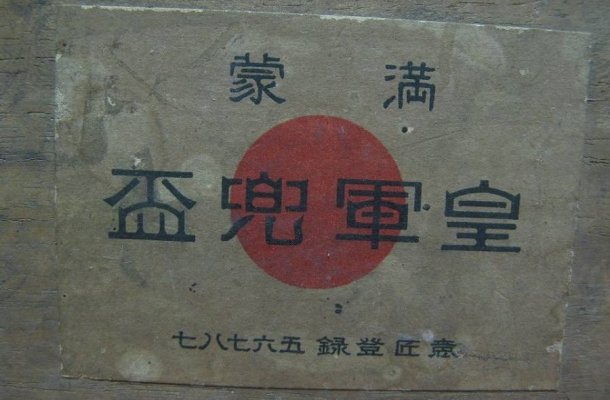 満蒙
皇軍兜盃
意匠登録 五六七八七